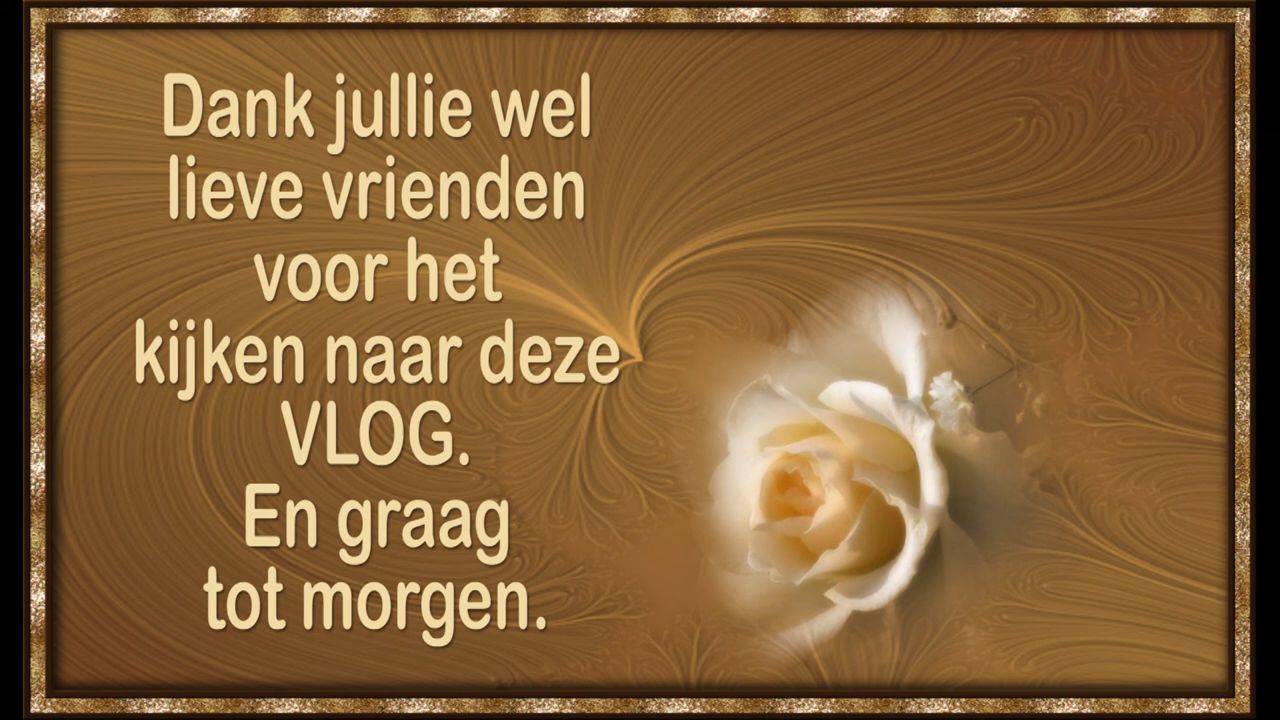 Dank jullie wel
lieve vrienden
voor het
kijken naar deze
VLOG.
En graag
tot morgen.